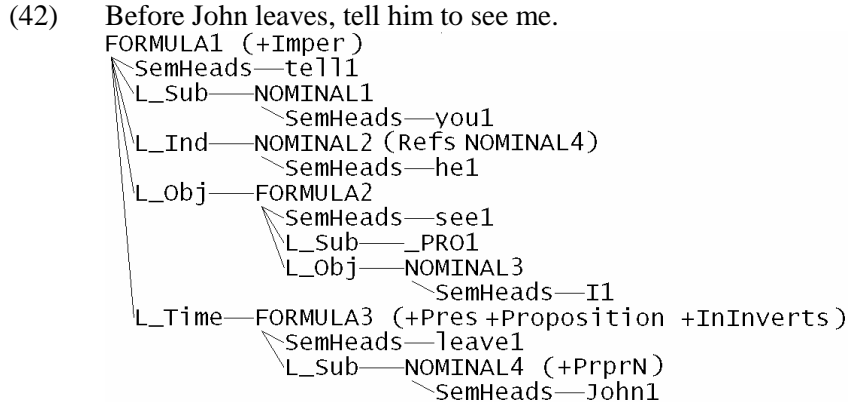 (42) Before John leaves, tell him to see me.
FORMULA1 (+Imper)
SemHeads—tell1
L_Sub—NOMINAL1
SemHeads—you1
L_Ind—NOMINAL2 (Refs NOMINAL4)
SemHeads—he1
L_Obj—FORMULA2
SemHeads—see1
L_Sub—_PRO1
L_Obj—NOMINAL3
SemHeads—I1
L_Time—FORMULA3 (+Pres +Proposition +InInverts)
SemHeads—leave1
L_Sub—NOMINAL4 (+PrprN)
SemHeads—John1